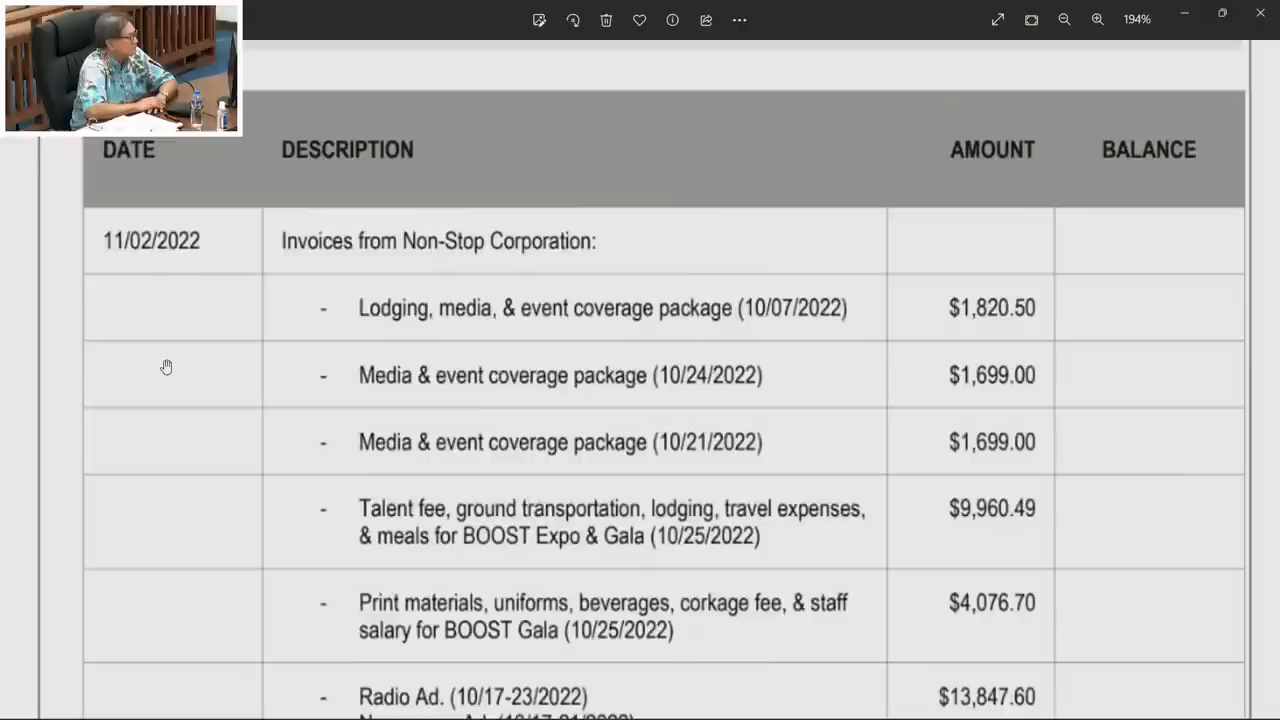 194%
DATE DESCRIPTION AMOUNT BALANCE
11/02/2022 Invoices from Non-Stop Corporation:
- Lodging, media, & event coverage package (10/07/2022) $1,820.50
- Media & event coverage package (10/24/2022) $1,699.00
- Media & event coverage package (10/21/2022) $1,699.00
- Talent fee, ground transportation, lodging, travel expenses, $9,960.49
& meals for BOOST Expo & Gala (10/25/2022)
- Print materials, uniforms, beverages, corkage fee, & staff $4,076.70
salary for BOOST Gala (10/25/2022)
- Radio Ad. (10/17-23/2022) $13,847.60